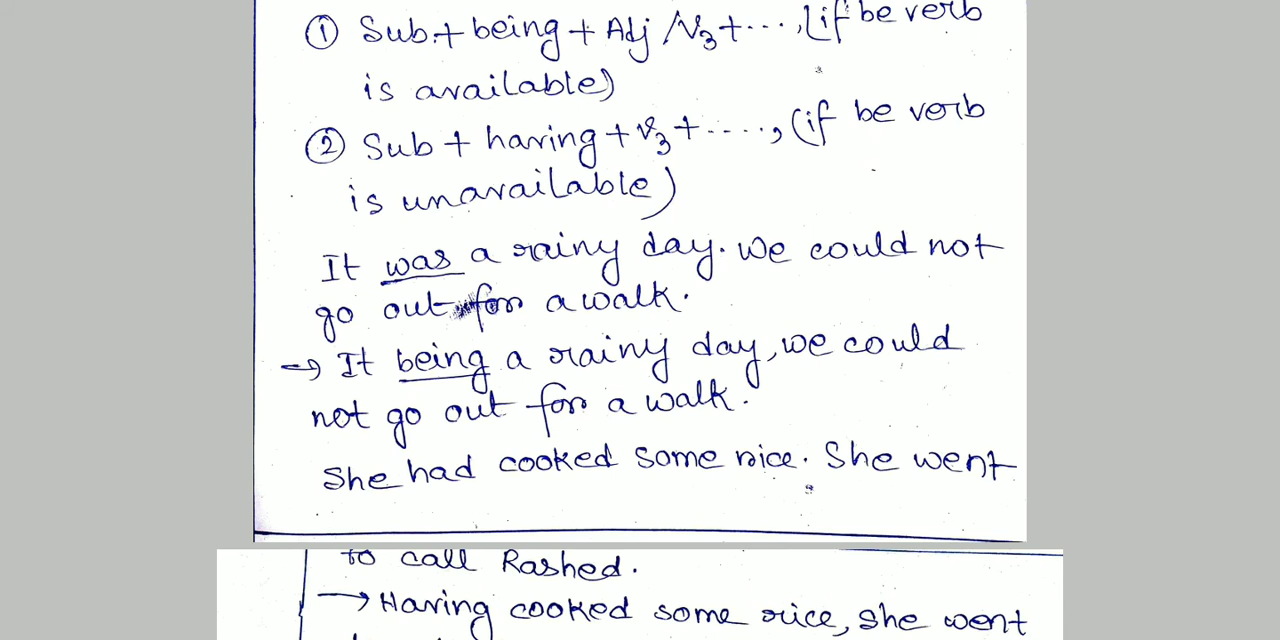 ① Sub + being + Adj /V3 + ..., (if be verb
is available)
② Sub + having + V3 + ....., (if be verb
is unavailable)
It was a rainy day. We could not
go out for a walk.
→ It being a rainy day, we could
not go out for a walk.
She had cooked some rice. She went
to call Rashed.
→ Having cooked some rice, she went